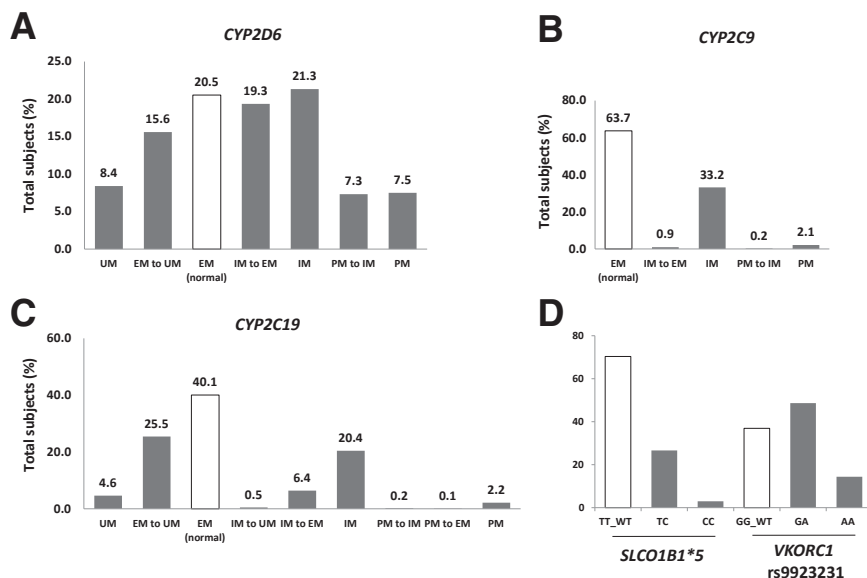 A
CYP2D6
Total subjects (%)
25.0
20.0
15.0
10.0
5.0
0.0
8.4
15.6
20.5
19.3
21.3
7.3
7.5
UM
EM to UM
EM
(normal)
IM to EM
IM
PM to IM
PM
B
CYP2C9
Total subjects (%)
80.0
60.0
40.0
20.0
0.0
63.7
0.9
33.2
0.2
2.1
EM
(normal)
IM to EM
IM
PM to IM
PM
C
CYP2C19
Total subjects (%)
60.0
40.0
20.0
0.0
4.6
25.5
40.1
0.5
6.4
20.4
0.2
0.1
2.2
UM
EM to UM
EM
(normal)
IM to UM
IM to EM
IM
PM to IM
PM to EM
PM
D
80
60
40
20
0
TT_WT
TC
CC
GG_WT
GA
AA
SLCO1B1*5
VKORC1
rs9923231